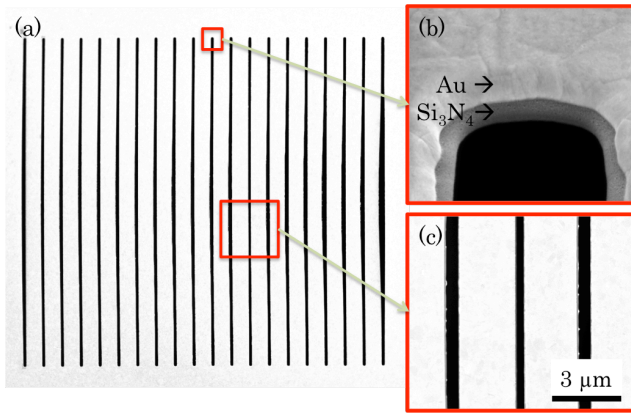 (a)
(b)
Au →
Si₃N₄→
(c)
3 µm